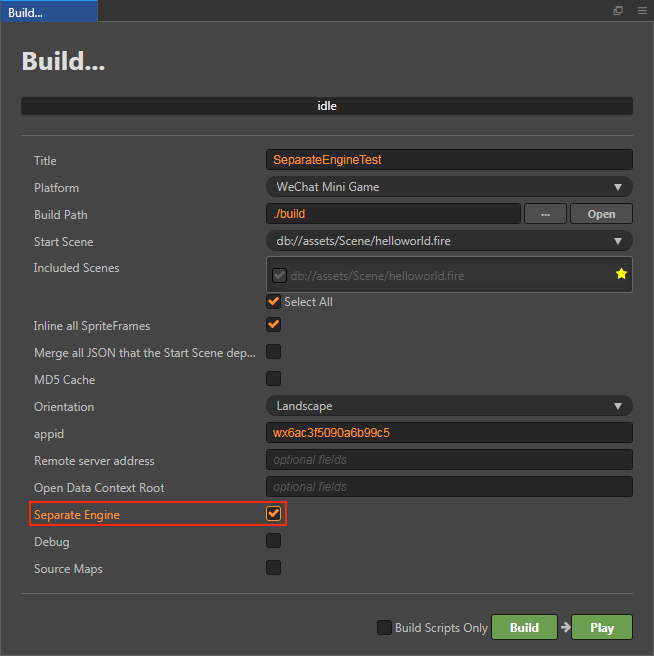 Build...
Build...
idle
Title SeparateEngineTest
Platform WeChat Mini Game
Build Path ./build ... Open
Start Scene db://assets/Scene/helloworld.fire
Included Scenes db://assets/Scene/helloworld.fire
Select All
Inline all SpriteFrames
Merge all JSON that the Start Scene dep...
MD5 Cache
Orientation Landscape
appid wx6ac3f5090a6b99c5
Remote server address optional fields
Open Data Context Root optional fields
Separate Engine
Debug
Source Maps
Build Scripts Only Build Play